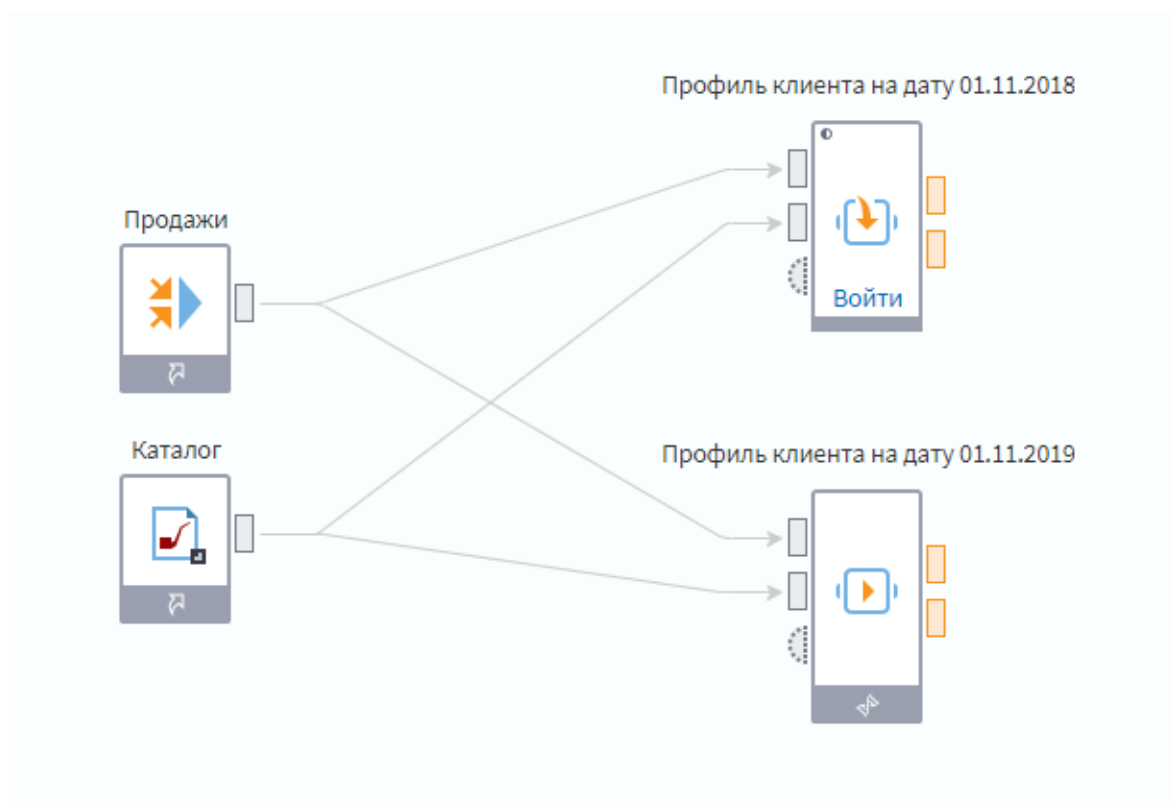 Профиль клиента на дату 01.11.2018
Продажи
Войти
Каталог
Профиль клиента на дату 01.11.2019